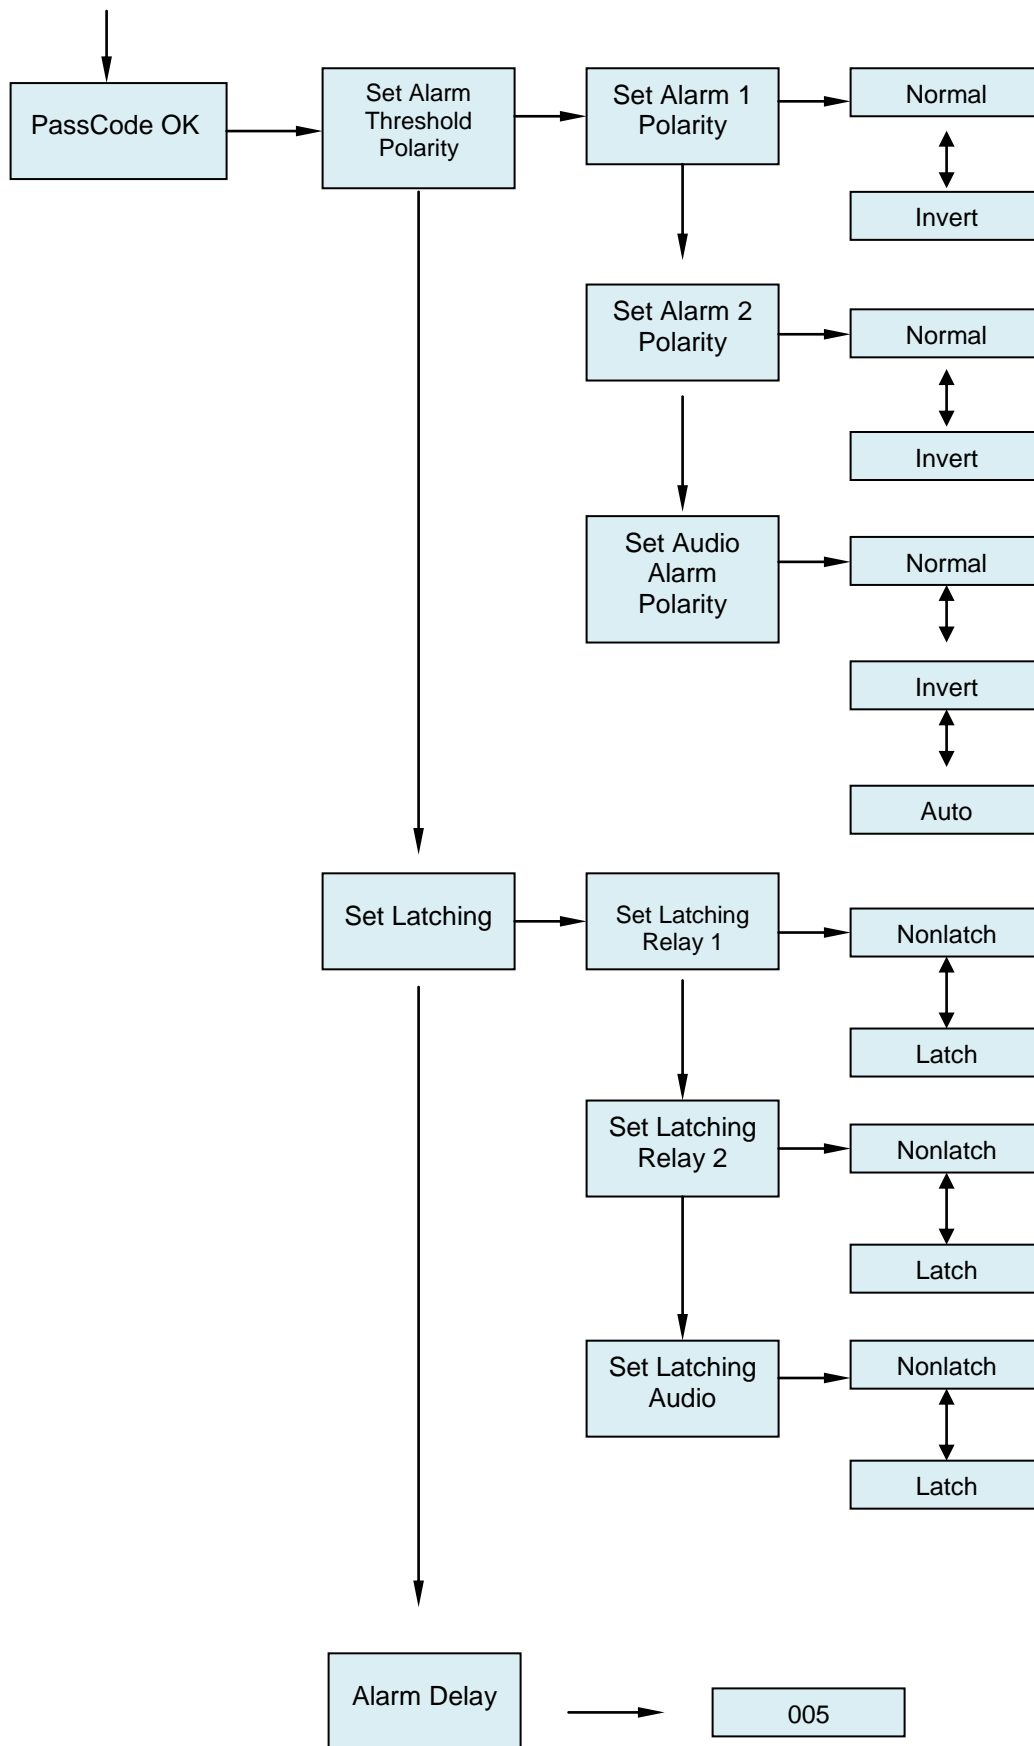 PassCode OK
Set Alarm
Threshold
Polarity
Set Alarm 1
Polarity
Normal
Invert
Set Alarm 2
Polarity
Normal
Invert
Set Audio
Alarm
Polarity
Normal
Invert
Auto
Set Latching
Set Latching
Relay 1
Nonlatch
Latch
Set Latching
Relay 2
Nonlatch
Latch
Set Latching
Audio
Nonlatch
Latch
Alarm Delay
005